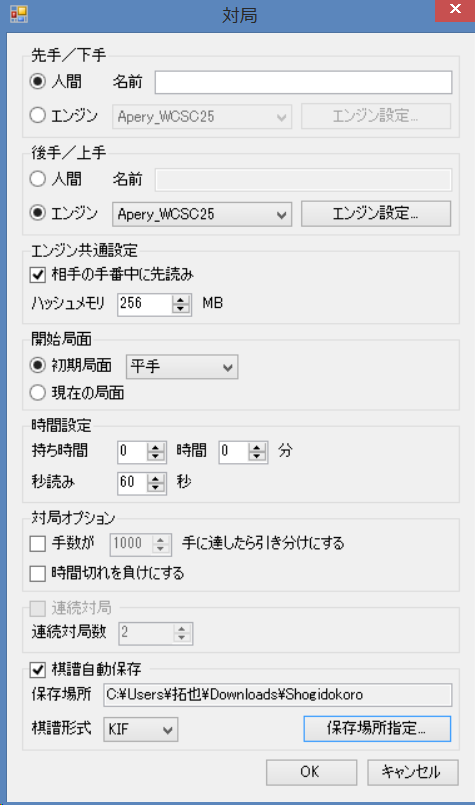 対局
先手／下手
人間 名前
エンジン Apery_WCSC25 エンジン設定...
後手／上手
人間 名前
エンジン Apery_WCSC25 エンジン設定...
エンジン共通設定
相手の手番中に先読み
ハッシュメモリ 256 MB
開始局面
初期局面 平手
現在の局面
時間設定
持ち時間 0 時間 0 分
秒読み 60 秒
対局オプション
手数が 1000 手に達したら引き分けにする
時間切れを負けにする
連続対局
連続対局数 2
棋譜自動保存
保存場所 C:¥Users¥拓也¥Downloads¥Shogidokoro
棋譜形式 KIF 保存場所指定...
OK キャンセル